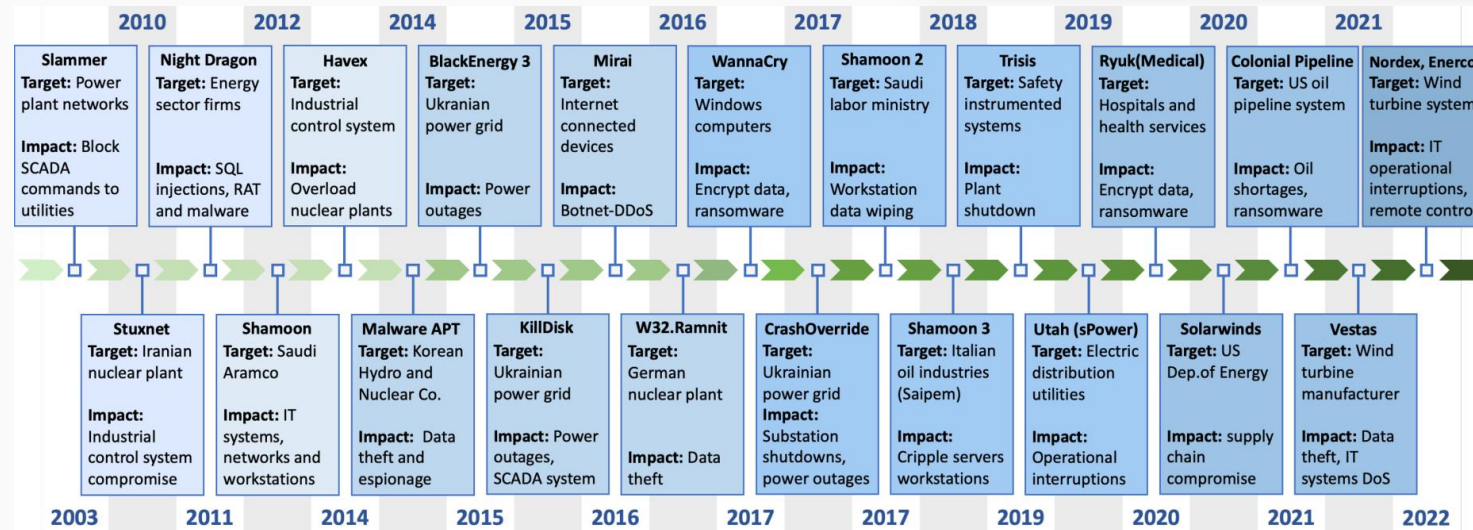 2010 2012 2014 2015 2016 2017 2018 2019 2020 2021
Slammer
Target: Power
plant networks
Impact: Block
SCADA
commands to
utilities
Night Dragon
Target: Energy
sector firms
Impact: SQL
injections, RAT
and malware
Havex
Target:
Industrial
control system
Impact:
Overload
nuclear plants
BlackEnergy 3
Target:
Ukranian
power grid
Impact: Power
outages
Mirai
Target:
Internet
connected
devices
Impact:
Botnet-DDoS
WannaCry
Target:
Windows
computers
Impact:
Encrypt data,
ransomware
Shamoon 2
Target: Saudi
labor ministry
Impact:
Workstation
data wiping
Trisis
Target: Safety
instrumented
systems
Impact:
Plant
shutdown
Ryuk(Medical)
Target:
Hospitals and
health services
Impact:
Encrypt data,
ransomware
Colonial Pipeline
Target: US oil
pipeline system
Impact: Oil
shortages,
ransomware
Nordex, Enerco
Target: Wind
turbine system
Impact: IT
operational
interruptions,
remote contro
Stuxnet
Target: Iranian
nuclear plant
Impact:
Industrial
control system
compromise
Shamoon
Target: Saudi
Aramco
Impact: IT
systems,
networks and
workstations
Malware APT
Target: Korean
Hydro and
Nuclear Co.
Impact: Data
theft and
espionage
KillDisk
Target:
Ukrainian
power grid
Impact: Power
outages,
SCADA system
W32.Ramnit
Target:
German
nuclear plant
Impact: Data
theft
CrashOverride
Target:
Ukrainian
power grid
Impact:
Substation
shutdowns,
power outages
Shamoon 3
Target: Italian
oil industries
(Saipem)
Impact:
Cripple servers
workstations
Utah (sPower)
Target: Electric
distribution
utilities
Impact:
Operational
interruptions
Solarwinds
Target: US
Dep.of Energy
Impact: supply
chain
compromise
Vestas
Target: Wind
turbine
manufacturer
Impact: Data
theft, IT
systems DoS
2003 2011 2014 2015 2016 2017 2017 2019 2020 2022